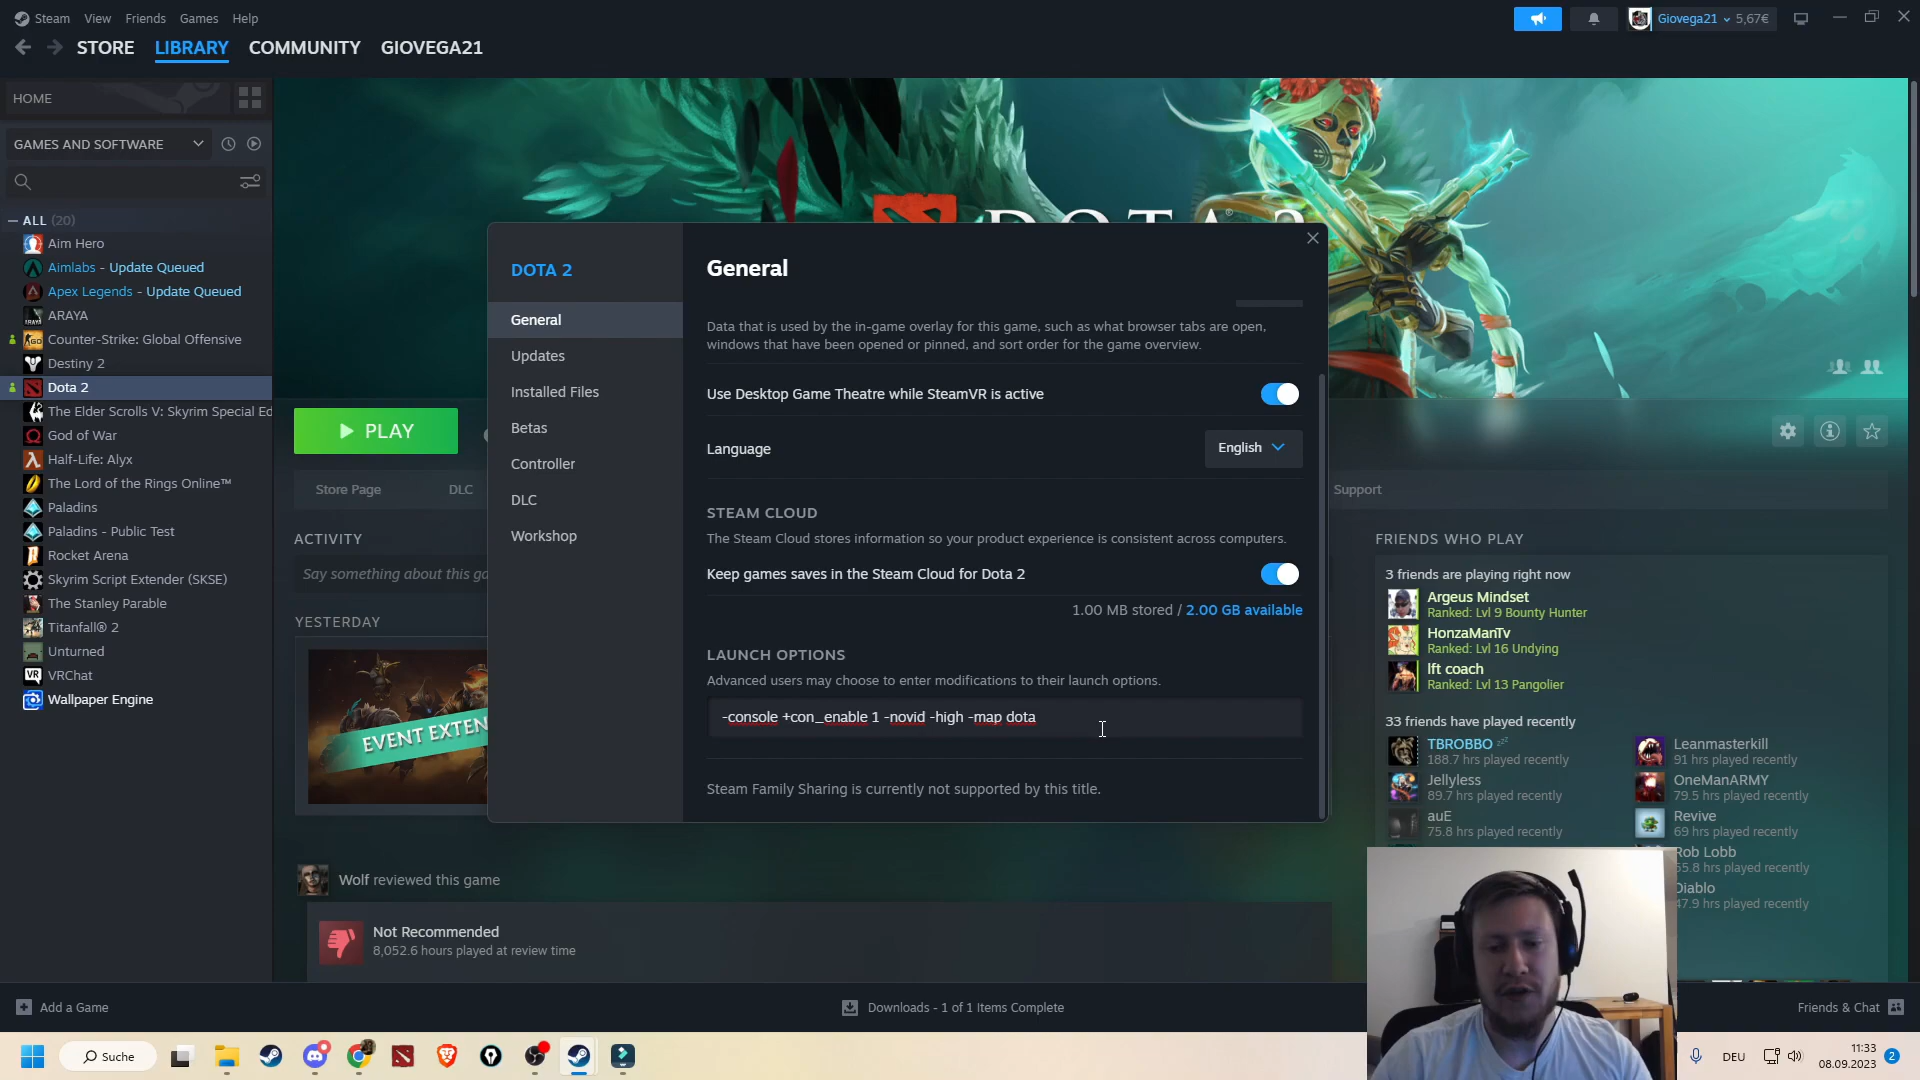 Steam View Friends Games Help
Giovega21 5,67€
STORE LIBRARY COMMUNITY GIOVEGA21
HOME
GAMES AND SOFTWARE
ALL (20)
Aim Hero
Aimlabs - Update Queued
Apex Legends - Update Queued
ARAYA
Counter-Strike: Global Offensive
Destiny 2
Dota 2
The Elder Scrolls V: Skyrim Special Ed
God of War
Half-Life: Alyx
The Lord of the Rings Online™
Paladins
Paladins - Public Test
Rocket Arena
Skyrim Script Extender (SKSE)
The Stanley Parable
Titanfall® 2
Unturned
VRChat
Wallpaper Engine
PLAY
Store Page DLC
Support
ACTIVITY
Say something about this ga
YESTERDAY
EVENT EXTEN
DOTA 2
General
Updates
Installed Files
Betas
Controller
DLC
Workshop
General
Data that is used by the in-game overlay for this game, such as what browser tabs are open,
windows that have been opened or pinned, and sort order for the game overview.
Use Desktop Game Theatre while SteamVR is active
Language English
STEAM CLOUD
The Steam Cloud stores information so your product experience is consistent across computers.
Keep games saves in the Steam Cloud for Dota 2
1.00 MB stored / 2.00 GB available
LAUNCH OPTIONS
Advanced users may choose to enter modifications to their launch options.
-console +con_enable 1 -novid -high -map dota
Steam Family Sharing is currently not supported by this title.
Wolf reviewed this game
Not Recommended
8,052.6 hours played at review time
FRIENDS WHO PLAY
3 friends are playing right now
Argeus Mindset
Ranked: Lvl 9 Bounty Hunter
HonzaManTv
Ranked: Lvl 16 Undying
lft coach
Ranked: Lvl 13 Pangolier
33 friends have played recently
TBROBBO zzz
188.7 hrs played recently
Leanmasterkill
91 hrs played recently
Jellyless
89.7 hrs played recently
OneManARMY
79.5 hrs played recently
auE
75.8 hrs played recently
Revive
69 hrs played recently
Rob Lobb
55.8 hrs played recently
Diablo
47.9 hrs played recently
Add a Game
Downloads - 1 of 1 Items Complete
Friends & Chat
Suche
DEU
11:33
08.09.2023
2